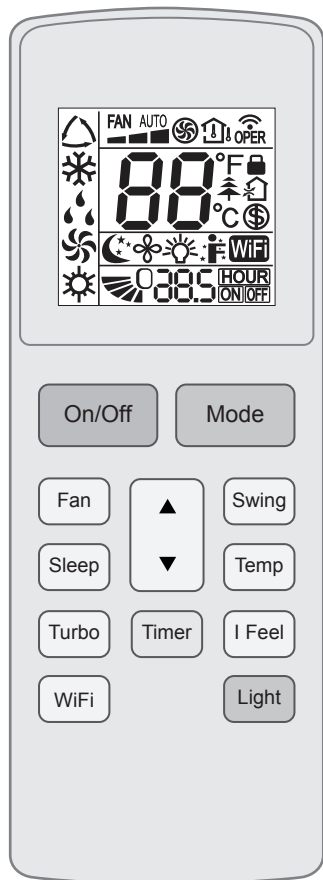 FAN AUTO OPER
88 °F
°C $
WiFi
38.5 HOUR
ON OFF
On/Off Mode
Fan ▲ Swing
Sleep ▼ Temp
Turbo Timer I Feel
WiFi Light